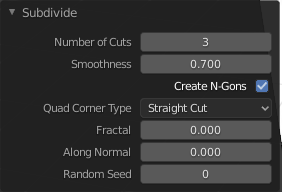 Subdivide
Number of Cuts 3
Smoothness 0.700
Create N-Gons
Quad Corner Type Straight Cut
Fractal 0.000
Along Normal 0.000
Random Seed 0